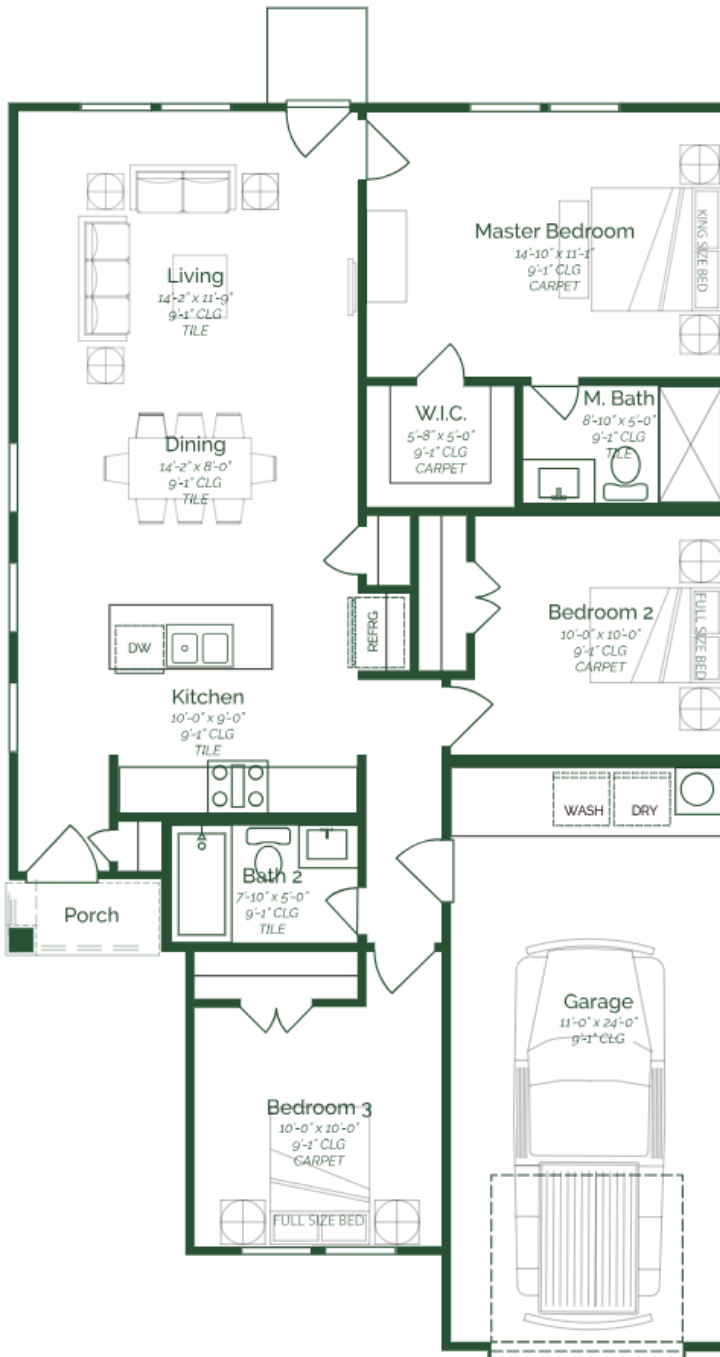 Living
14'-2" x 11'-9"
9'-1" CLG
TILE
Master Bedroom
14'-10" x 11'-1"
9'-1" CLG
CARPET
KING SIZE BED
W.I.C.
5'-8" x 5'-0"
9'-1" CLG
CARPET
M. Bath
8'-10" x 5'-0"
9'-1" CLG
TILE
Dining
14'-2" x 8'-0"
9'-1" CLG
TILE
REFRG
DW
Bedroom 2
10'-0" x 10'-0"
9'-1" CLG
CARPET
FULL SIZE BED
Kitchen
10'-0" x 9'-0"
9'-1" CLG
TILE
WASH
DRY
Bath 2
7'-10" x 5'-0"
9'-1" CLG
TILE
Porch
Garage
11'-0" x 24'-0"
9'-1" CLG
Bedroom 3
10'-0" x 10'-0"
9'-1" CLG
CARPET
FULL SIZE BED